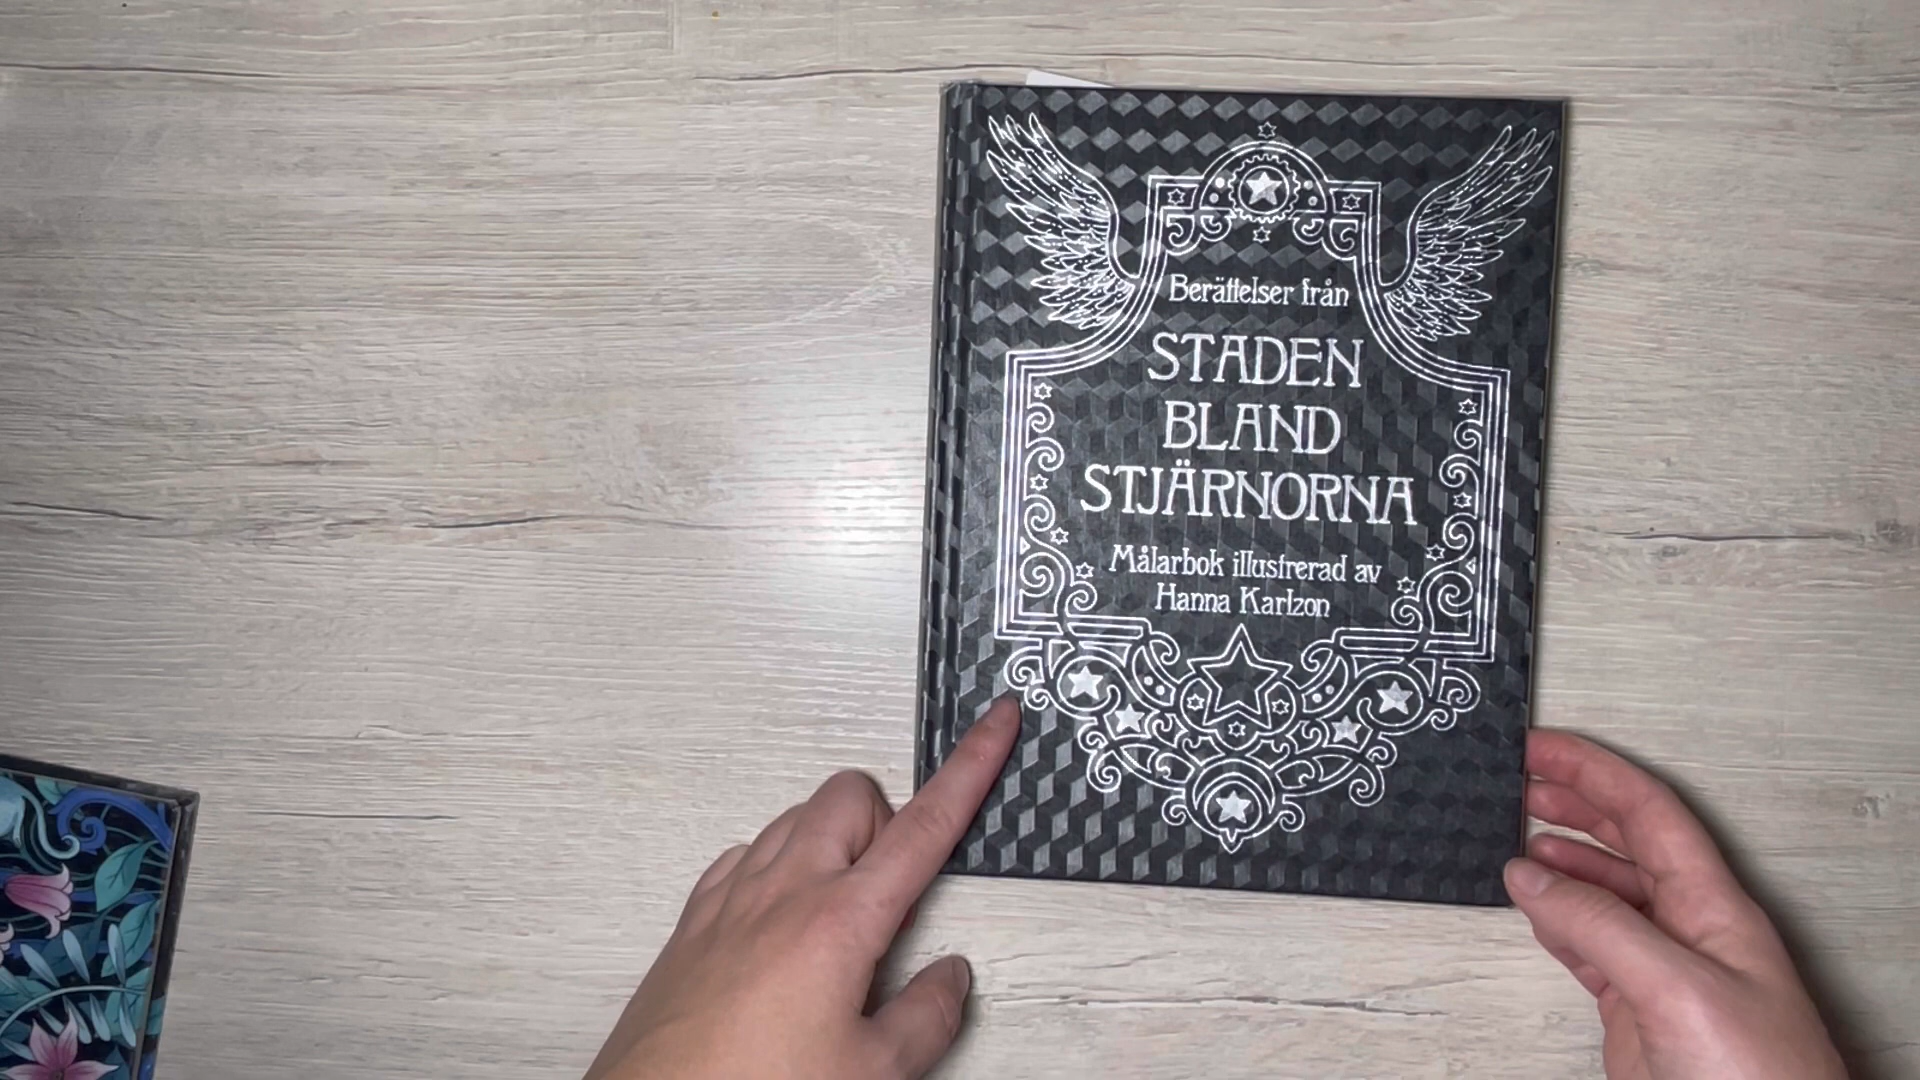 Berättelser från
STADEN
BLAND
STJÄRNORNA
Målarbok illustrerad av
Hanna Karlzon